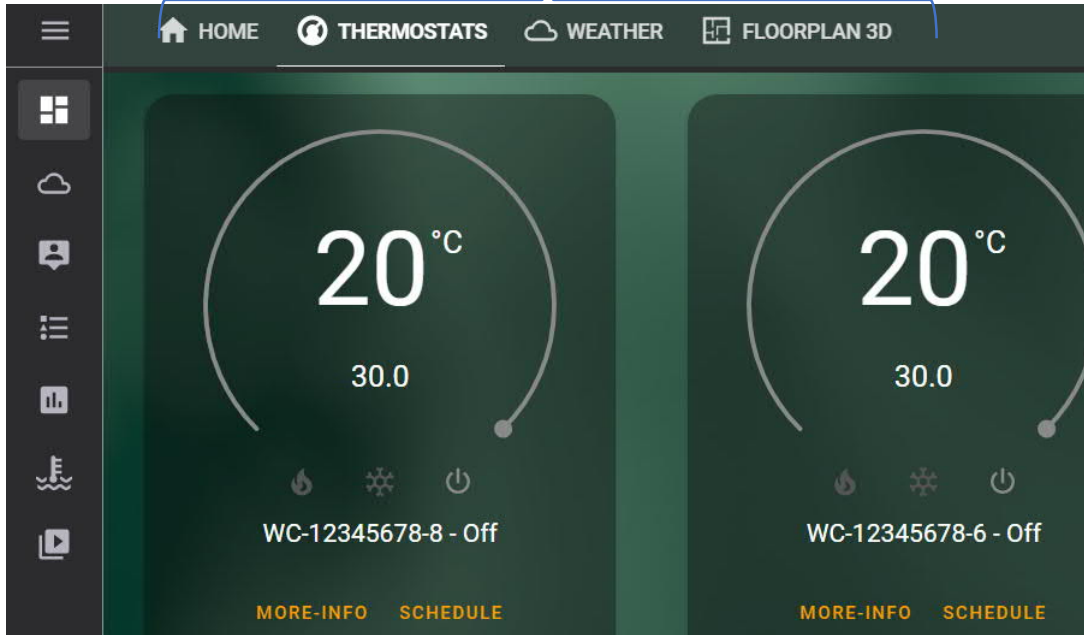 HOME THERMOSTATS WEATHER FLOORPLAN 3D
20 °C
30.0
WC-12345678-8 - Off
MORE-INFO SCHEDULE
20 °C
30.0
WC-12345678-6 - Off
MORE-INFO SCHEDULE